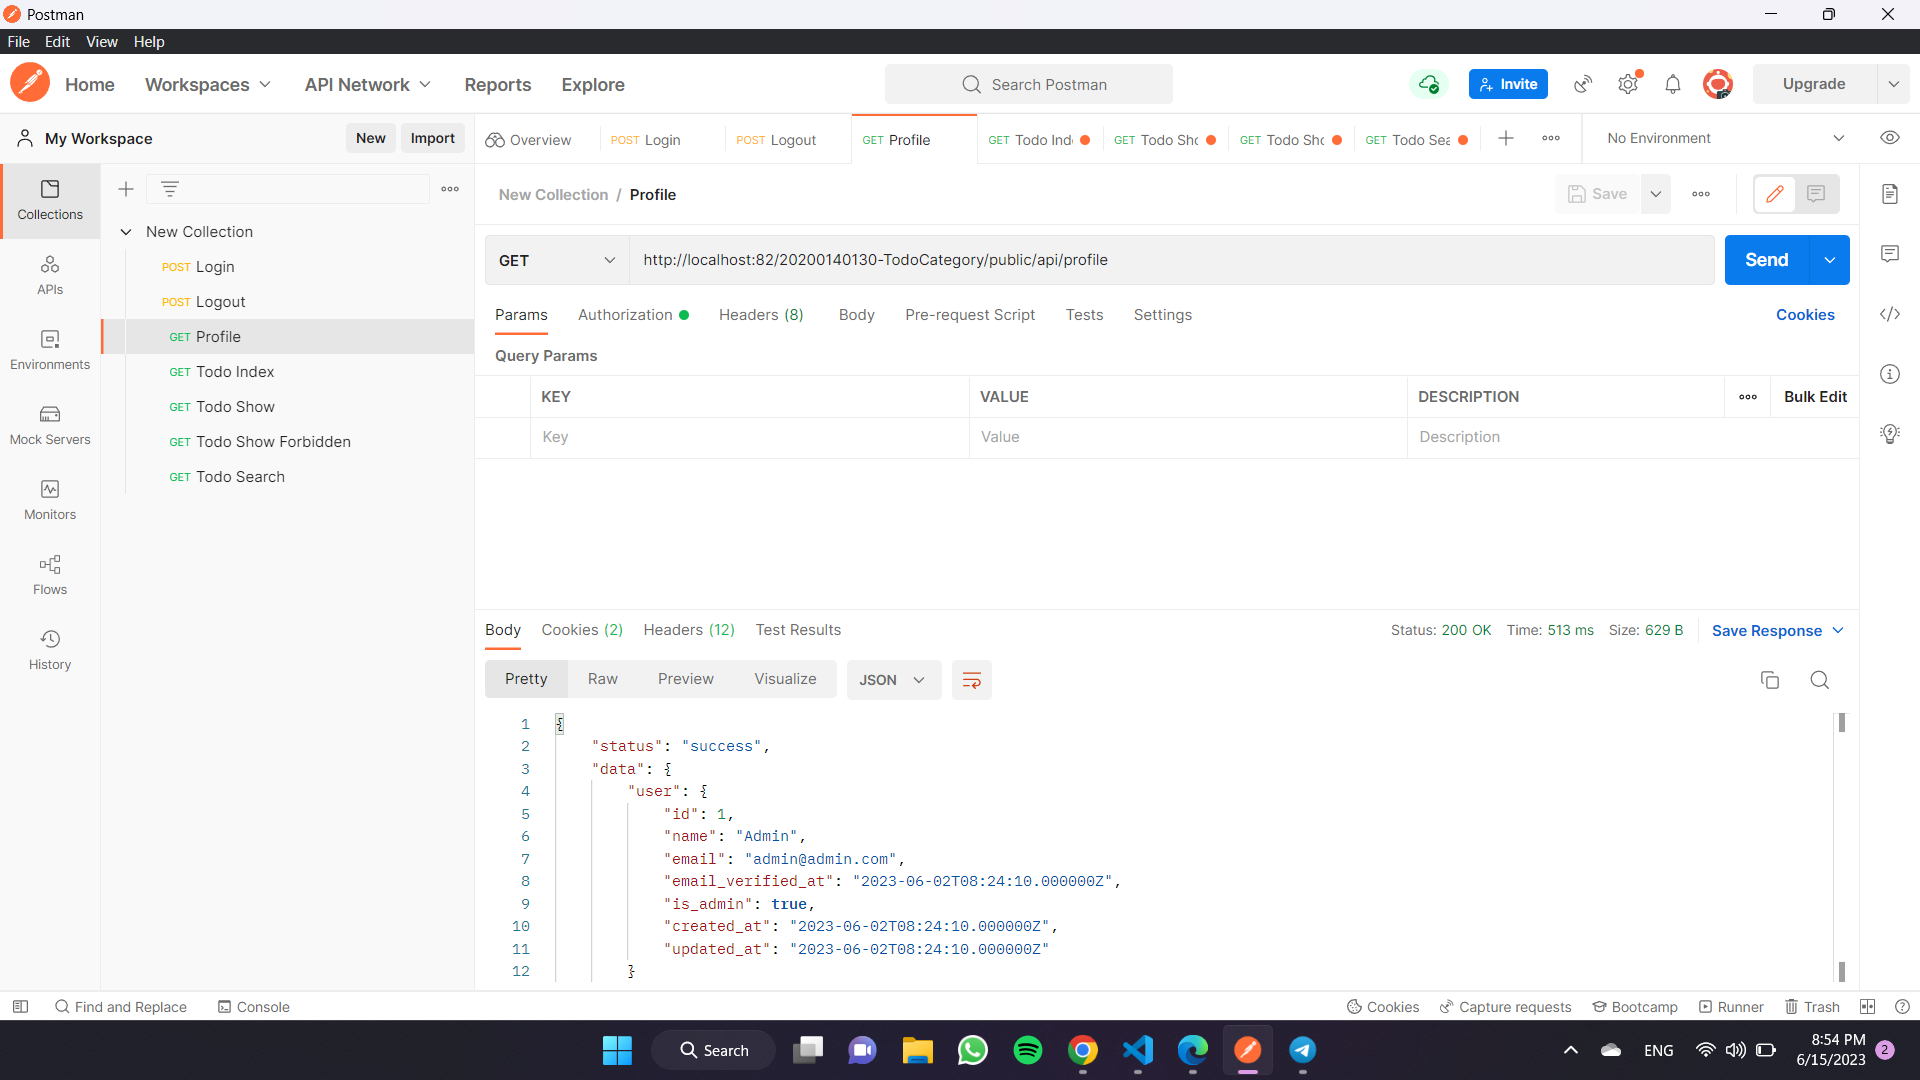 Postman
File Edit View Help
Home Workspaces API Network Reports Explore Search Postman Invite Upgrade
My Workspace New Import Overview POST Login POST Logout GET Profile GET Todo Ind GET Todo Sho GET Todo Sho GET Todo Sea No Environment
Collections
APIs
Environments
Mock Servers
Monitors
Flows
History
New Collection
POST Login
POST Logout
GET Profile
GET Todo Index
GET Todo Show
GET Todo Show Forbidden
GET Todo Search
New Collection / Profile Save
GET http://localhost:82/20200140130-TodoCategory/public/api/profile Send
Params Authorization Headers (8) Body Pre-request Script Tests Settings Cookies
Query Params
KEY VALUE DESCRIPTION Bulk Edit
Key Value Description
Body Cookies (2) Headers (12) Test Results Status: 200 OK Time: 513 ms Size: 629 B Save Response
Pretty Raw Preview Visualize JSON
1 {
2 "status": "success",
3 "data": {
4 "user": {
5 "id": 1,
6 "name": "Admin",
7 "email": "admin@admin.com",
8 "email_verified_at": "2023-06-02T08:24:10.000000Z",
9 "is_admin": true,
10 "created_at": "2023-06-02T08:24:10.000000Z",
11 "updated_at": "2023-06-02T08:24:10.000000Z"
12 }
Find and Replace Console Cookies Capture requests Bootcamp Runner Trash
Search ENG 8:54 PM 2
6/15/2023